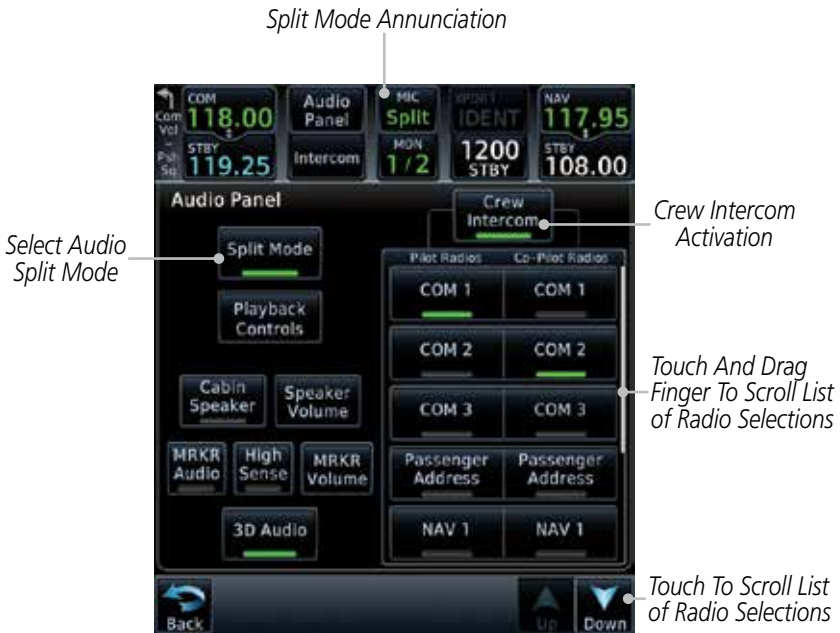 Split Mode Annunciation
COM
118.00
Com
Vol
STBY
119.25
Psh
Sq
Audio
Panel
Intercom
MIC
Split
MON
1/2
XPDR1
IDENT
1200
STBY
NAV
117.95
STBY
108.00
Audio Panel
Crew
Intercom
Crew Intercom
Activation
Select Audio
Split Mode
Split Mode
Playback
Controls
Pilot Radios
Co-Pilot Radios
COM 1
COM 1
COM 2
COM 2
COM 3
COM 3
Passenger
Address
Passenger
Address
NAV 1
NAV 1
Touch And Drag
Finger To Scroll List
of Radio Selections
Cabin
Speaker
Speaker
Volume
MRKR
Audio
High
Sense
MRKR
Volume
3D Audio
Back
Up
Down
Touch To Scroll List
of Radio Selections